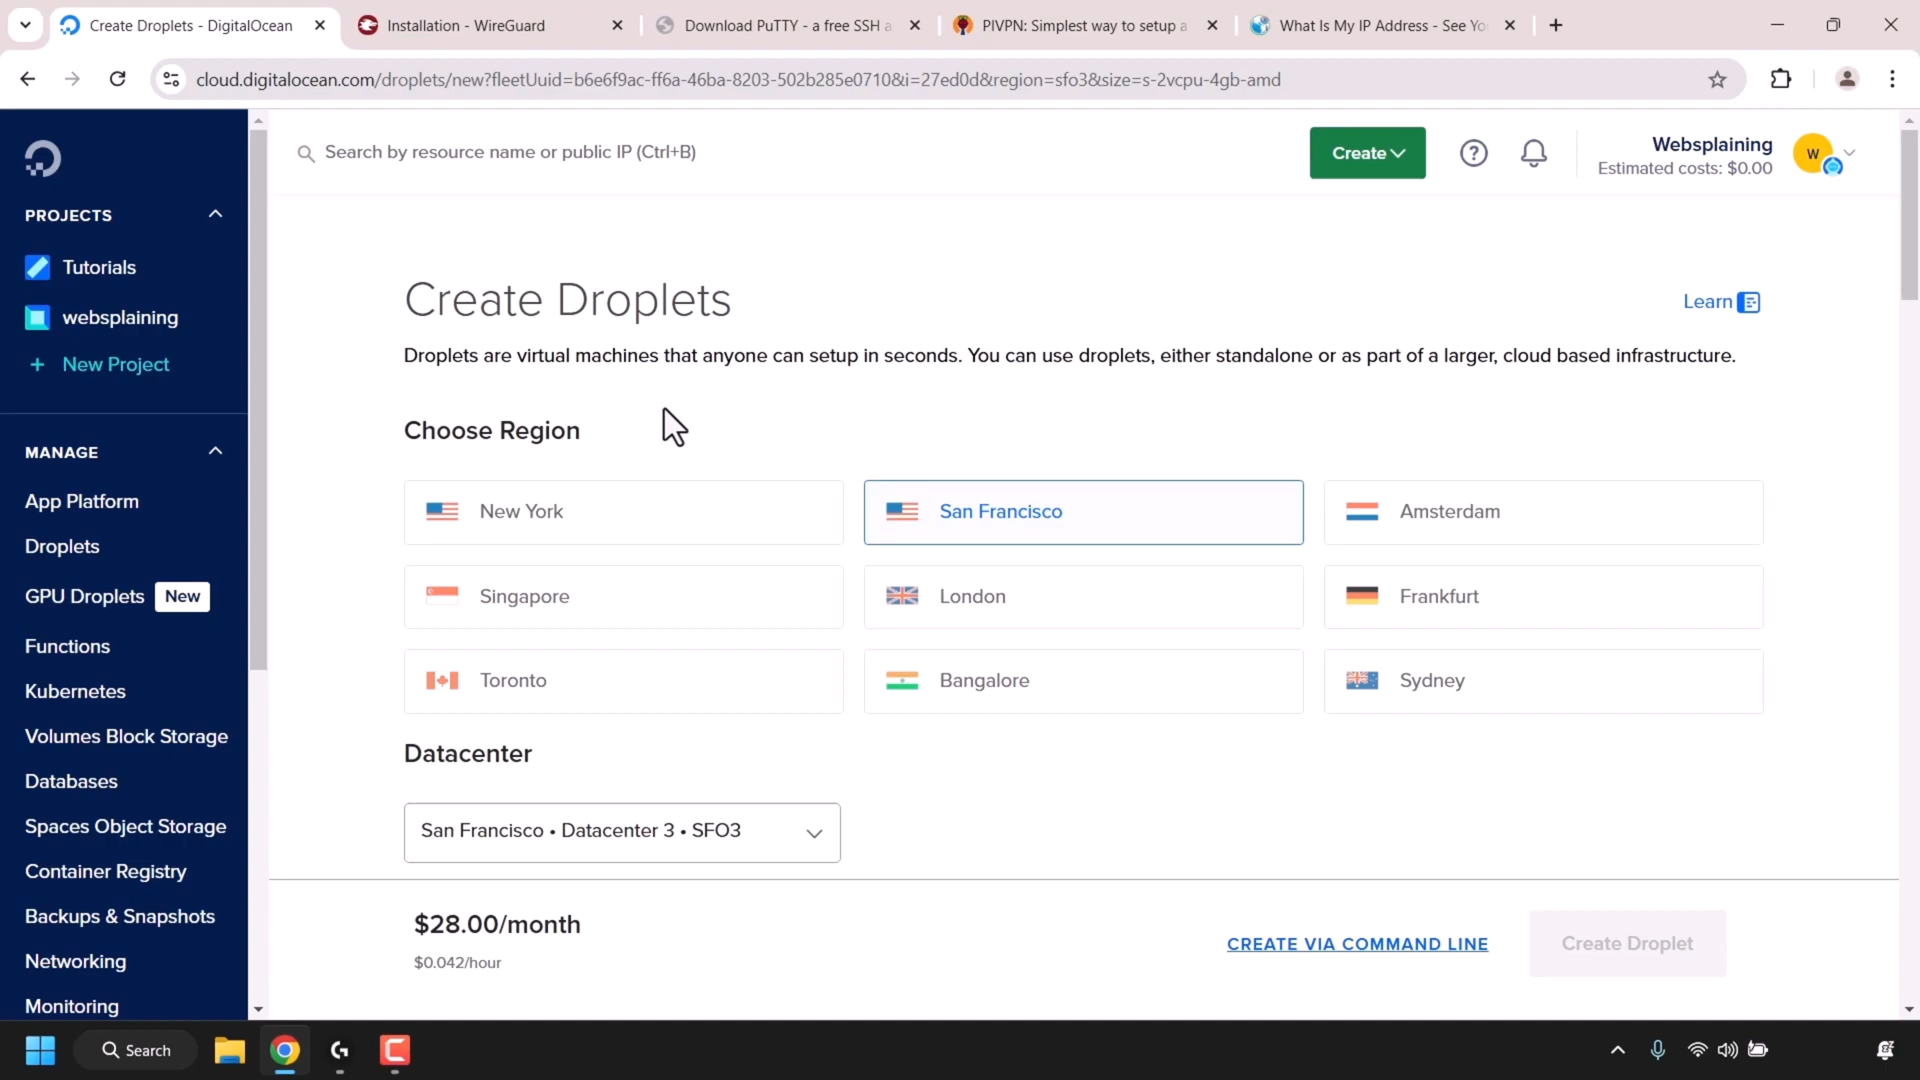 Create Droplets - DigitalOcean
Installation - WireGuard
Download PuTTY - a free SSH a
PIVPN: Simplest way to setup a
What Is My IP Address - See Yo
cloud.digitalocean.com/droplets/new?fleetUuid=b6e6f9ac-ff6a-46ba-8203-502b285e0710&i=27ed0d&region=sfo3&size=s-2vcpu-4gb-amd
Search by resource name or public IP (Ctrl+B)
Create
Websplaining
Estimated costs: $0.00
W
PROJECTS
Tutorials
websplaining
+ New Project
MANAGE
App Platform
Droplets
GPU Droplets New
Functions
Kubernetes
Volumes Block Storage
Databases
Spaces Object Storage
Container Registry
Backups & Snapshots
Networking
Monitoring
Create Droplets
Learn
Droplets are virtual machines that anyone can setup in seconds. You can use droplets, either standalone or as part of a larger, cloud based infrastructure.
Choose Region
New York
San Francisco
Amsterdam
Singapore
London
Frankfurt
Toronto
Bangalore
Sydney
Datacenter
San Francisco • Datacenter 3 • SFO3
$28.00/month
$0.042/hour
CREATE VIA COMMAND LINE
Create Droplet
Search